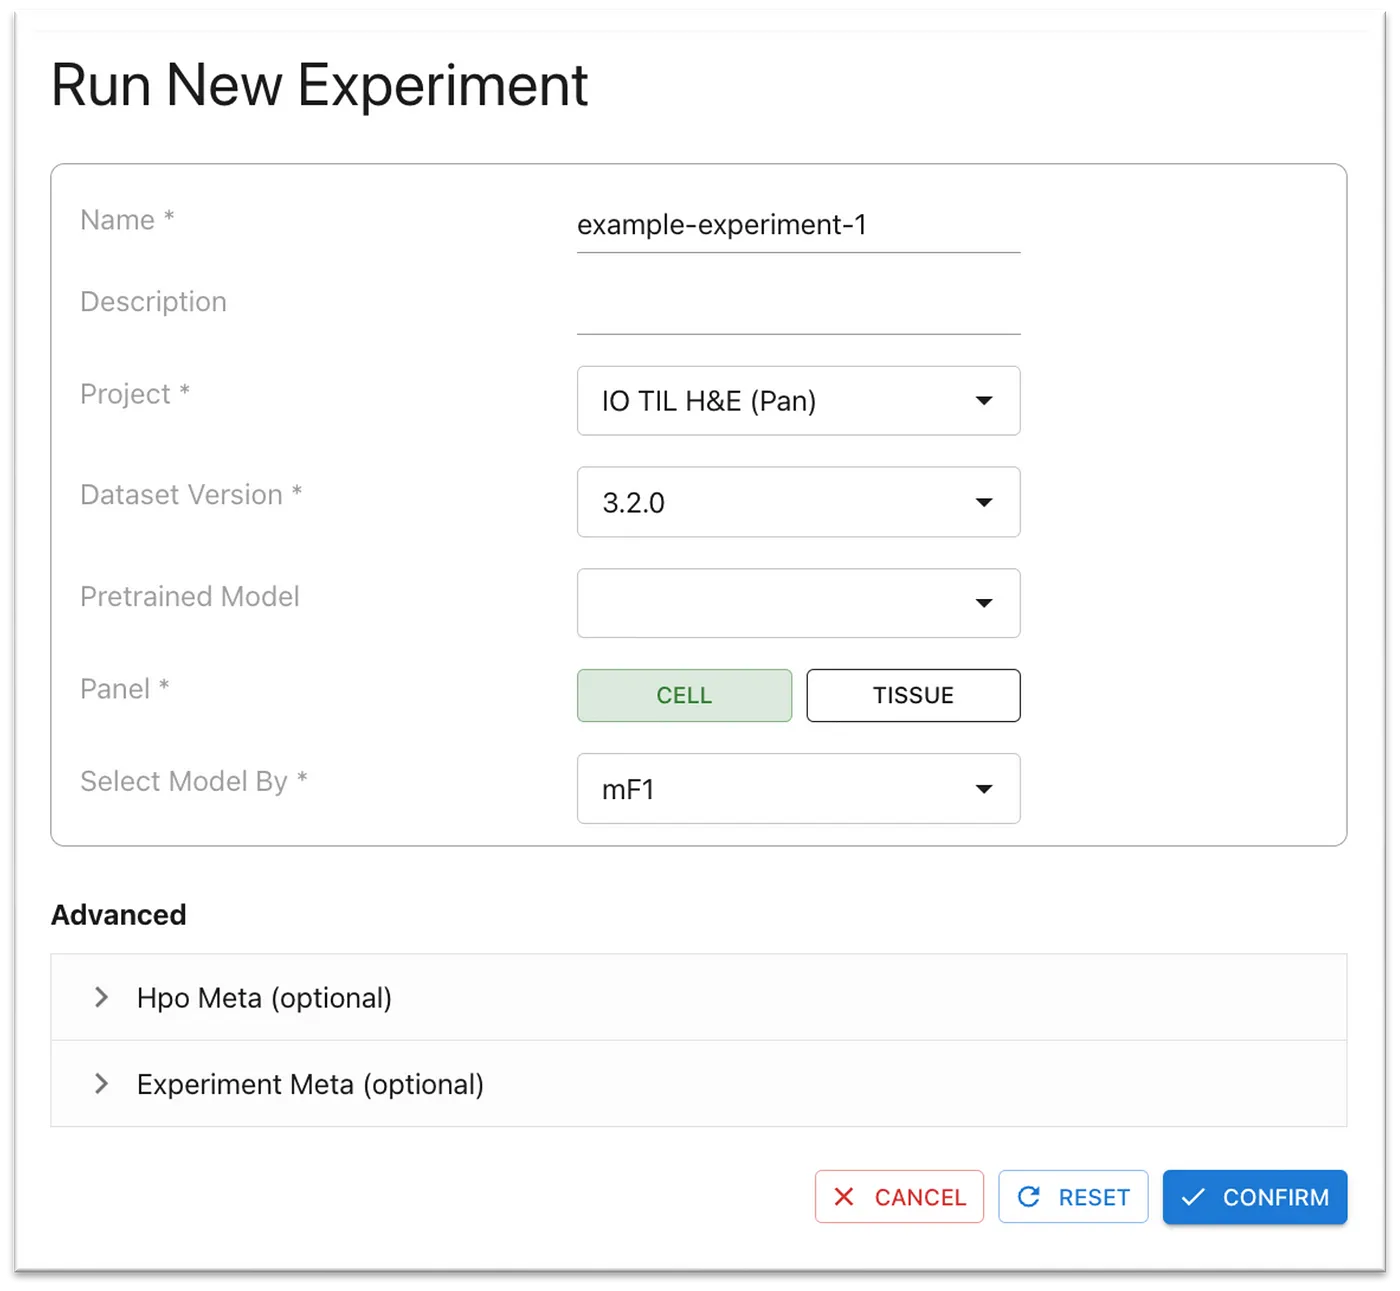 Run New Experiment
Name *
example-experiment-1
Description
Project *
IO TIL H&E (Pan)
Dataset Version *
3.2.0
Pretrained Model
Panel *
CELL
TISSUE
Select Model By *
mF1
Advanced
Hpo Meta (optional)
Experiment Meta (optional)
CANCEL
RESET
CONFIRM